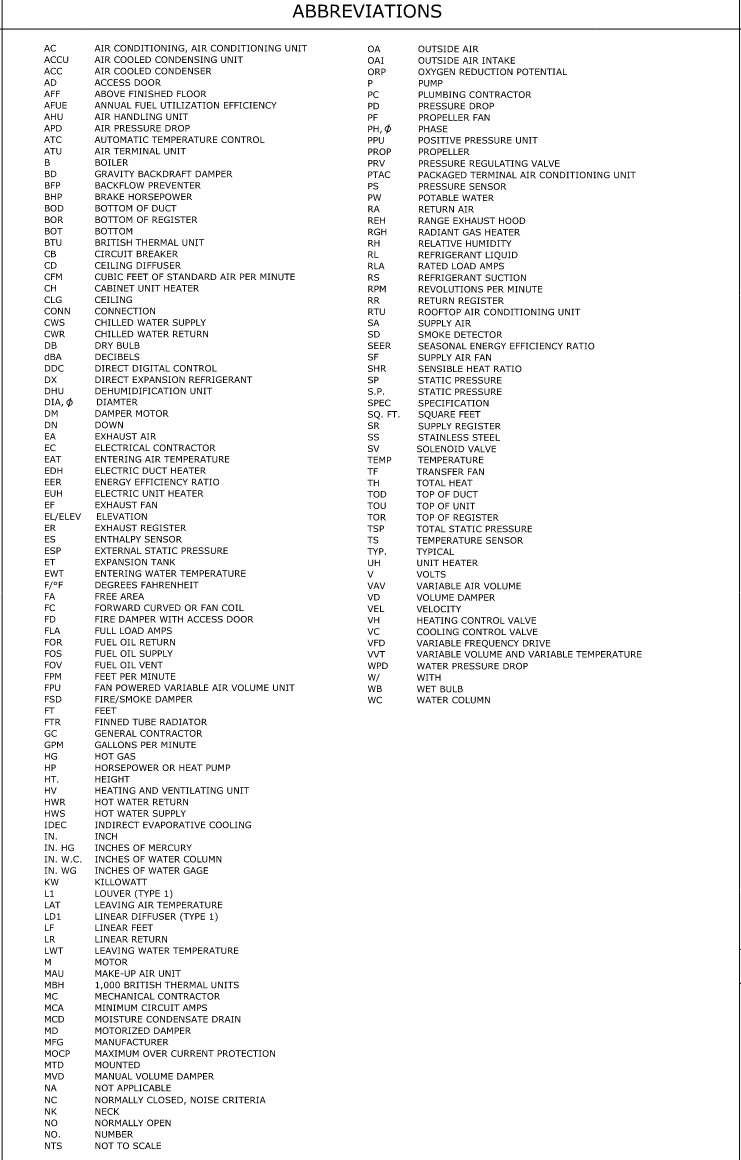 ABBREVIATIONS
AC AIR CONDITIONING, AIR CONDITIONING UNIT
ACCU AIR COOLED CONDENSING UNIT
ACC AIR COOLED CONDENSER
AD ACCESS DOOR
AFF ABOVE FINISHED FLOOR
AFUE ANNUAL FUEL UTILIZATION EFFICIENCY
AHU AIR HANDLING UNIT
APD AIR PRESSURE DROP
ATC AUTOMATIC TEMPERATURE CONTROL
ATU AIR TERMINAL UNIT
B BOILER
BD GRAVITY BACKDRAFT DAMPER
BFP BACKFLOW PREVENTER
BHP BRAKE HORSEPOWER
BOD BOTTOM OF DUCT
BOR BOTTOM OF REGISTER
BOT BOTTOM
BTU BRITISH THERMAL UNIT
CB CIRCUIT BREAKER
CD CEILING DIFFUSER
CFM CUBIC FEET OF STANDARD AIR PER MINUTE
CH CABINET UNIT HEATER
CLG CEILING
CONN CONNECTION
CWS CHILLED WATER SUPPLY
CWR CHILLED WATER RETURN
DB DRY BULB
dBA DECIBELS
DDC DIRECT DIGITAL CONTROL
DX DIRECT EXPANSION REFRIGERANT
DHU DEHUMIDIFICATION UNIT
DIA, ϕ DIAMTER
DM DAMPER MOTOR
DN DOWN
EA EXHAUST AIR
EC ELECTRICAL CONTRACTOR
EAT ENTERING AIR TEMPERATURE
EDH ELECTRIC DUCT HEATER
EER ENERGY EFFICIENCY RATIO
EUH ELECTRIC UNIT HEATER
EF EXHAUST FAN
EL/ELEV ELEVATION
ER EXHAUST REGISTER
ES ENTHALPY SENSOR
ESP EXTERNAL STATIC PRESSURE
ET EXPANSION TANK
EWT ENTERING WATER TEMPERATURE
F/°F DEGREES FAHRENHEIT
FA FREE AREA
FC FORWARD CURVED OR FAN COIL
FD FIRE DAMPER WITH ACCESS DOOR
FLA FULL LOAD AMPS
FOR FUEL OIL RETURN
FOS FUEL OIL SUPPLY
FOV FUEL OIL VENT
FPM FEET PER MINUTE
FPU FAN POWERED VARIABLE AIR VOLUME UNIT
FSD FIRE/SMOKE DAMPER
FT FEET
FTR FINNED TUBE RADIATOR
GC GENERAL CONTRACTOR
GPM GALLONS PER MINUTE
HG HOT GAS
HP HORSEPOWER OR HEAT PUMP
HT. HEIGHT
HV HEATING AND VENTILATING UNIT
HWR HOT WATER RETURN
HWS HOT WATER SUPPLY
IDEC INDIRECT EVAPORATIVE COOLING
IN. INCH
IN. HG INCHES OF MERCURY
IN. W.C. INCHES OF WATER COLUMN
IN. WG INCHES OF WATER GAGE
KW KILLOWATT
L1 LOUVER (TYPE 1)
LAT LEAVING AIR TEMPERATURE
LD1 LINEAR DIFFUSER (TYPE 1)
LF LINEAR FEET
LR LINEAR RETURN
LWT LEAVING WATER TEMPERATURE
M MOTOR
MAU MAKE-UP AIR UNIT
MBH 1,000 BRITISH THERMAL UNITS
MC MECHANICAL CONTRACTOR
MCA MINIMUM CIRCUIT AMPS
MCD MOISTURE CONDENSATE DRAIN
MD MOTORIZED DAMPER
MFG MANUFACTURER
MOCP MAXIMUM OVER CURRENT PROTECTION
MTD MOUNTED
MVD MANUAL VOLUME DAMPER
NA NOT APPLICABLE
NC NORMALLY CLOSED, NOISE CRITERIA
NK NECK
NO NORMALLY OPEN
NO. NUMBER
NTS NOT TO SCALE
OA OUTSIDE AIR
OAI OUTSIDE AIR INTAKE
ORP OXYGEN REDUCTION POTENTIAL
P PUMP
PC PLUMBING CONTRACTOR
PD PRESSURE DROP
PF PROPELLER FAN
PH, ϕ PHASE
PPU POSITIVE PRESSURE UNIT
PROP PROPELLER
PRV PRESSURE REGULATING VALVE
PTAC PACKAGED TERMINAL AIR CONDITIONING UNIT
PS PRESSURE SENSOR
PW POTABLE WATER
RA RETURN AIR
REH RANGE EXHAUST HOOD
RGH RADIANT GAS HEATER
RH RELATIVE HUMIDITY
RL REFRIGERANT LIQUID
RLA RATED LOAD AMPS
RS REFRIGERANT SUCTION
RPM REVOLUTIONS PER MINUTE
RR RETURN REGISTER
RTU ROOFTOP AIR CONDITIONING UNIT
SA SUPPLY AIR
SD SMOKE DETECTOR
SEER SEASONAL ENERGY EFFICIENCY RATIO
SF SUPPLY AIR FAN
SHR SENSIBLE HEAT RATIO
SP STATIC PRESSURE
S.P. STATIC PRESSURE
SPEC SPECIFICATION
SQ. FT. SQUARE FEET
SR SUPPLY REGISTER
SS STAINLESS STEEL
SV SOLENOID VALVE
TEMP TEMPERATURE
TF TRANSFER FAN
TH TOTAL HEAT
TOD TOP OF DUCT
TOU TOP OF UNIT
TOR TOP OF REGISTER
TSP TOTAL STATIC PRESSURE
TS TEMPERATURE SENSOR
TYP. TYPICAL
UH UNIT HEATER
V VOLTS
VAV VARIABLE AIR VOLUME
VD VOLUME DAMPER
VEL VELOCITY
VH HEATING CONTROL VALVE
VC COOLING CONTROL VALVE
VFD VARIABLE FREQUENCY DRIVE
VVT VARIABLE VOLUME AND VARIABLE TEMPERATURE
WPD WATER PRESSURE DROP
W/ WITH
WB WET BULB
WC WATER COLUMN